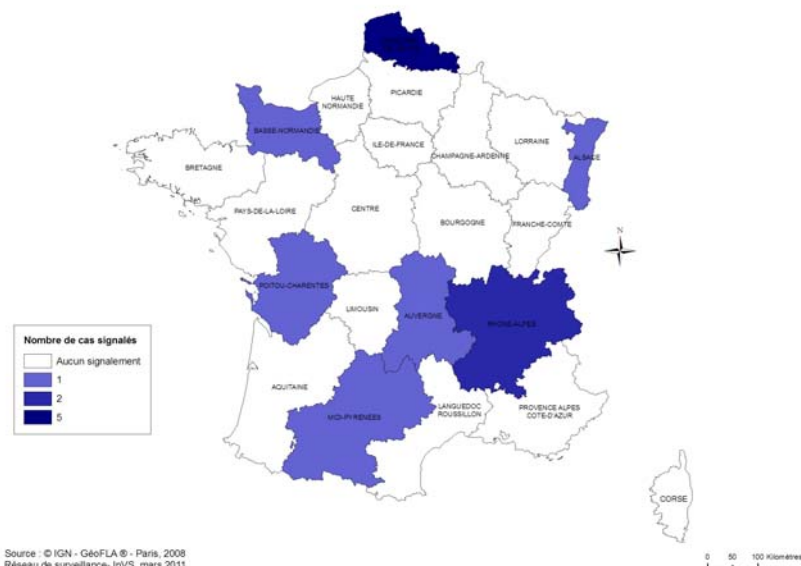 PICARDIE
HAUTE
NORMANDIE
BASSE-NORMANDIE
ILE-DE-FRANCE
CHAMPAGNE-ARDENNE
LORRAINE
ALSACE
BRETAGNE
PAYS-DE-LA-LOIRE
CENTRE
BOURGOGNE
FRANCHE-COMTE
N
POITOU-CHARENTES
LIMOUSIN
AUVERGNE
RHONE-ALPES
Nombre de cas signalés
Aucun signalement
1
2
5
AQUITAINE
MIDI-PYRENEES
LANGUEDOC
ROUSSILLON
PROVENCE ALPES
COTE-D'AZUR
CORSE
Source : © IGN - GéoFLA ® - Paris, 2008
Réseau de surveillance- InVS, mars 2011
0 50 100 Kilomètres